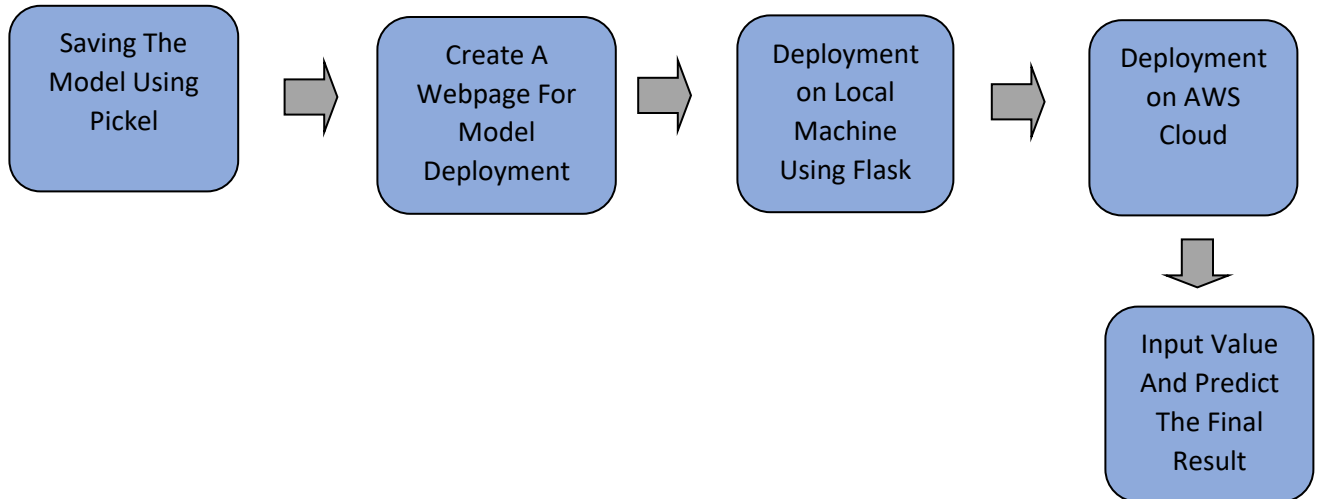 Saving The
Model Using
Pickel
Create A
Webpage For
Model
Deployment
Deployment
on Local
Machine
Using Flask
Deployment
on AWS
Cloud
Input Value
And Predict
The Final
Result